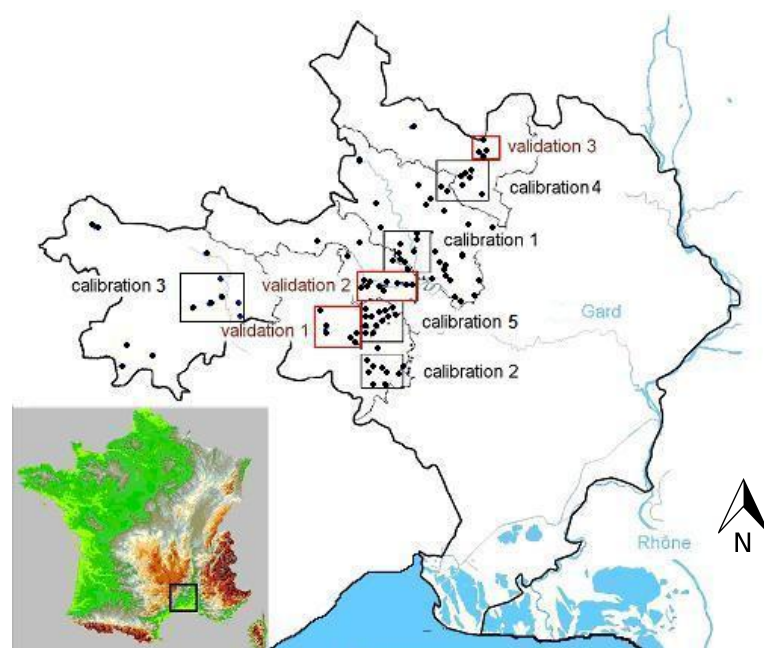 validation 3
calibration 4
calibration 1
calibration 3
validation 2
Gard
validation 1
calibration 5
calibration 2
Rhône
N